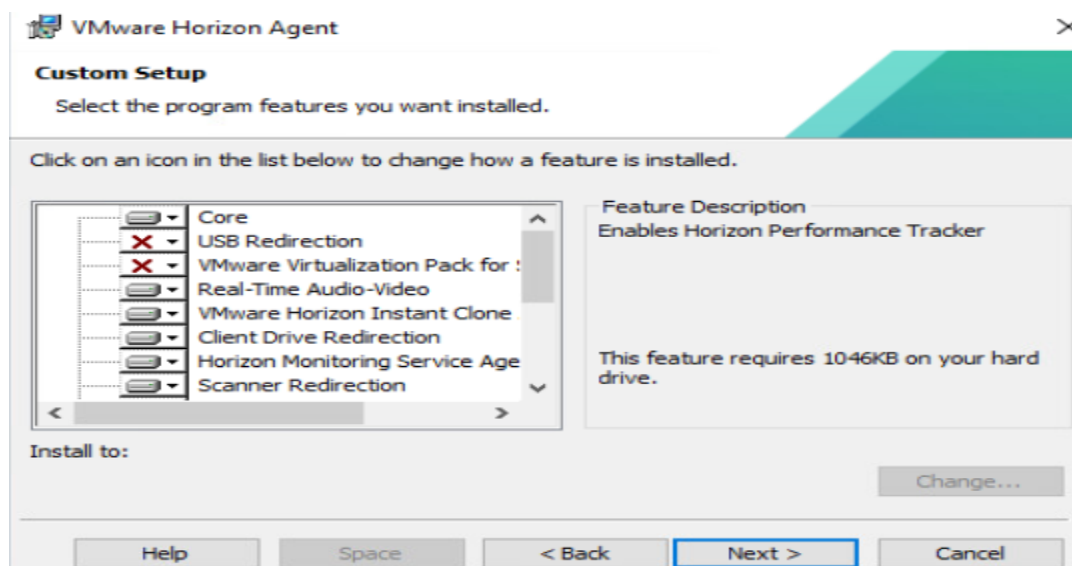 VMware Horizon Agent
Custom Setup
Select the program features you want installed.
Click on an icon in the list below to change how a feature is installed.
Core
USB Redirection
VMware Virtualization Pack for
Real-Time Audio-Video
VMware Horizon Instant Clone
Client Drive Redirection
Horizon Monitoring Service Age
Scanner Redirection
Feature Description
Enables Horizon Performance Tracker
This feature requires 1046KB on your hard
drive.
Install to:
Change...
Help
Space
< Back
Next >
Cancel